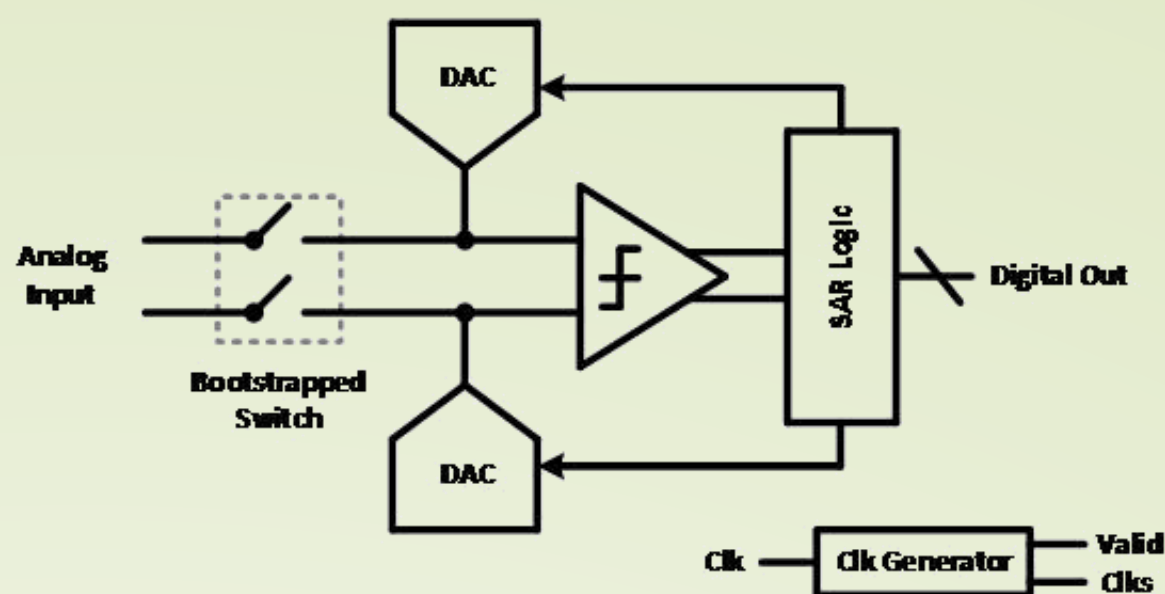 DAC
Analog
Input
Bootstrapped
Switch
SAR Logic
Digital Out
DAC
Clk
Clk Generator
Valid
Clks